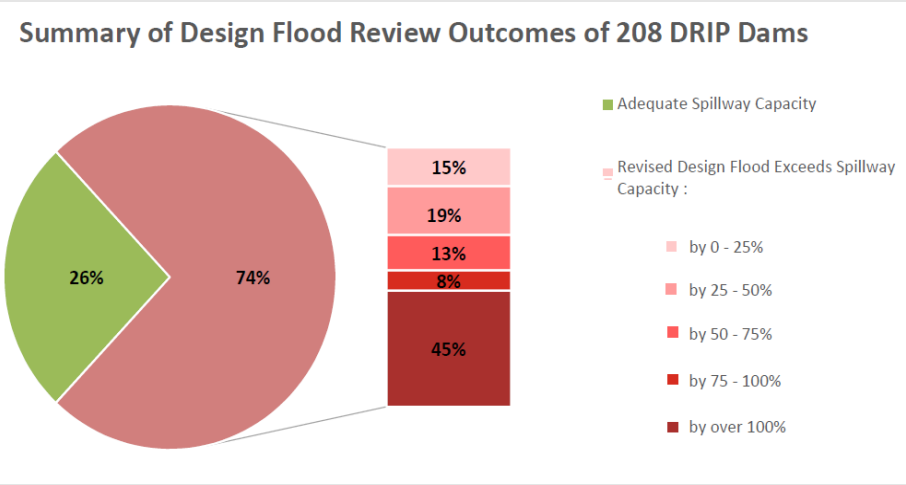 Summary of Design Flood Review Outcomes of 208 DRIP Dams
26%
74%
15%
19%
13%
8%
45%
Adequate Spillway Capacity
Revised Design Flood Exceeds Spillway
Capacity :
by 0 - 25%
by 25 - 50%
by 50 - 75%
by 75 - 100%
by over 100%